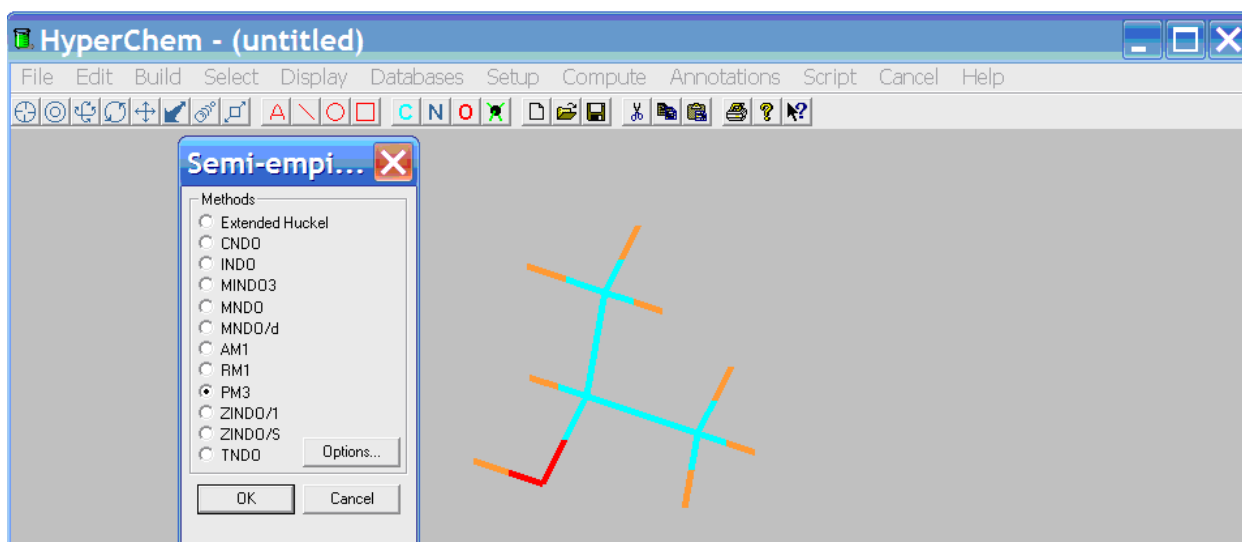 HyperChem - (untitled)
File Edit Build Select Display Databases Setup Compute Annotations Script Cancel Help
A C N O ? ?
Semi-empi...
Methods
Extended Huckel
CNDO
INDO
MINDO3
MNDO
MNDO/d
AM1
RM1
PM3
ZINDO/1
ZINDO/S
TNDO
Options...
OK Cancel